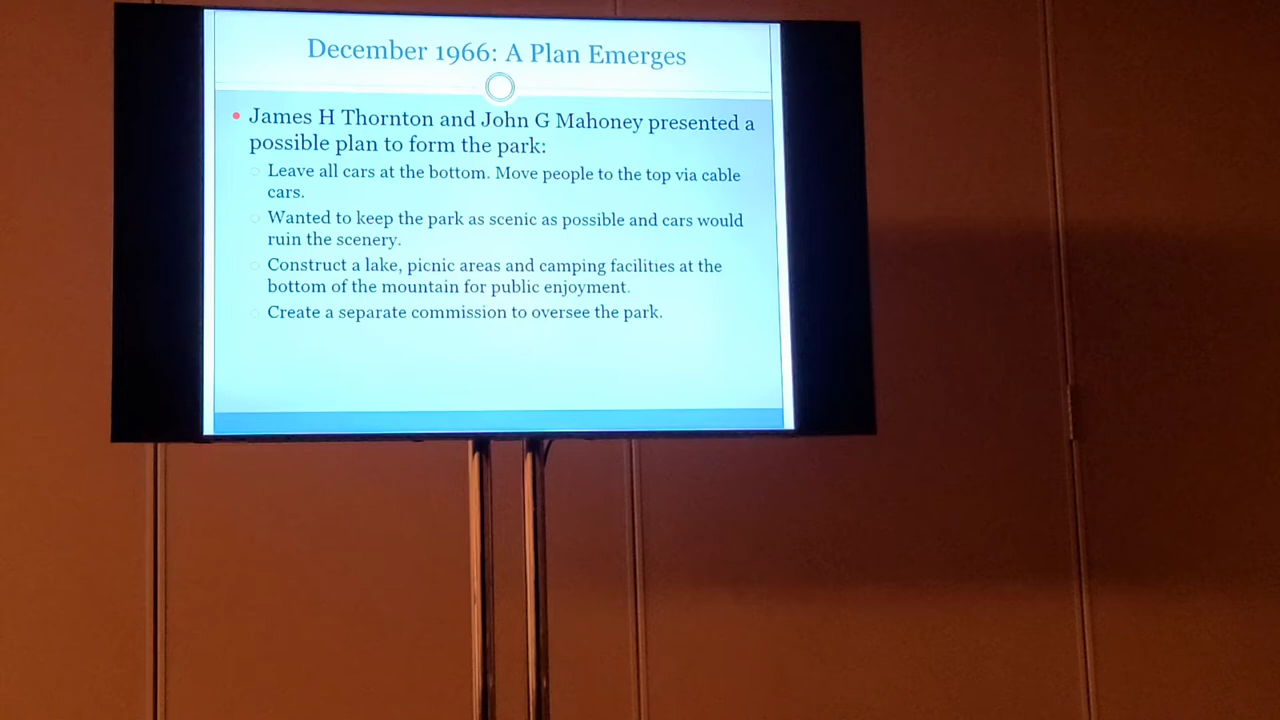 December 1966: A Plan Emerges
James H Thornton and John G Mahoney presented a
possible plan to form the park:
Leave all cars at the bottom. Move people to the top via cable
cars.
Wanted to keep the park as scenic as possible and cars would
ruin the scenery.
Construct a lake, picnic areas and camping facilities at the
bottom of the mountain for public enjoyment.
Create a separate commission to oversee the park.